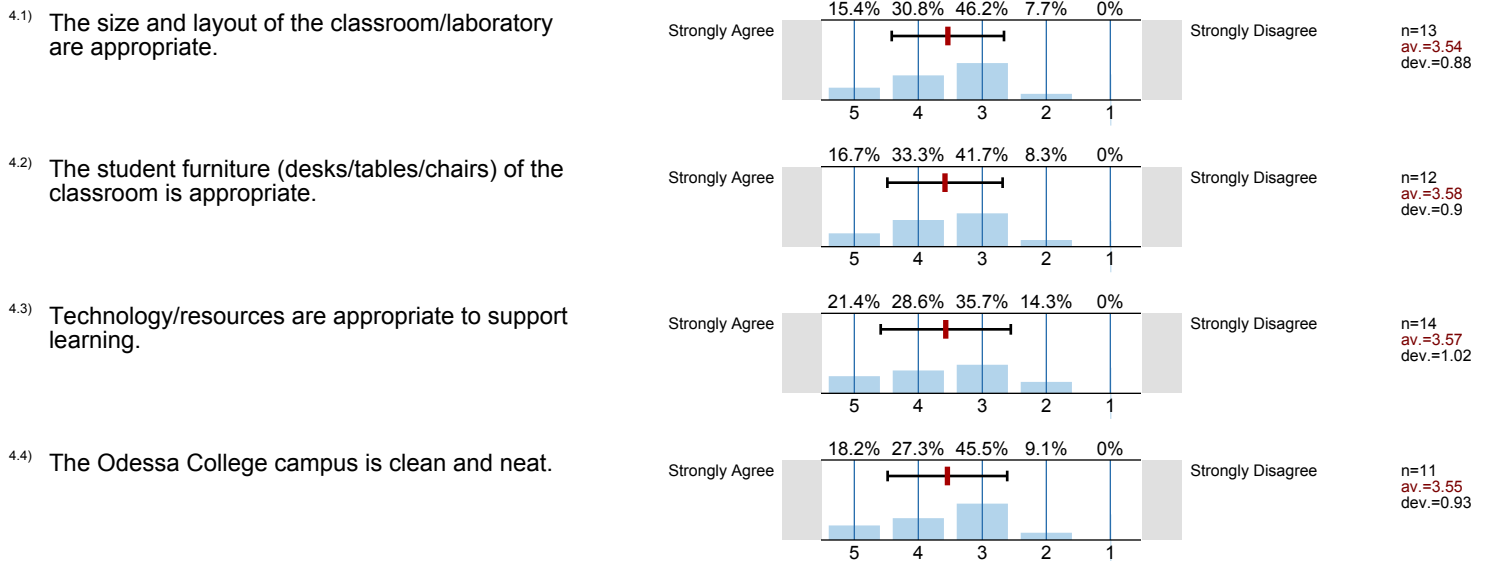 4.1) The size and layout of the classroom/laboratory
are appropriate.
15.4% 30.8% 46.2% 7.7% 0%
Strongly Agree
Strongly Disagree
n=13
av.=3.54
dev.=0.88
5 4 3 2 1
4.2) The student furniture (desks/tables/chairs) of the
classroom is appropriate.
16.7% 33.3% 41.7% 8.3% 0%
Strongly Agree
Strongly Disagree
n=12
av.=3.58
dev.=0.9
5 4 3 2 1
4.3) Technology/resources are appropriate to support
learning.
21.4% 28.6% 35.7% 14.3% 0%
Strongly Agree
Strongly Disagree
n=14
av.=3.57
dev.=1.02
5 4 3 2 1
4.4) The Odessa College campus is clean and neat.
18.2% 27.3% 45.5% 9.1% 0%
Strongly Agree
Strongly Disagree
n=11
av.=3.55
dev.=0.93
5 4 3 2 1